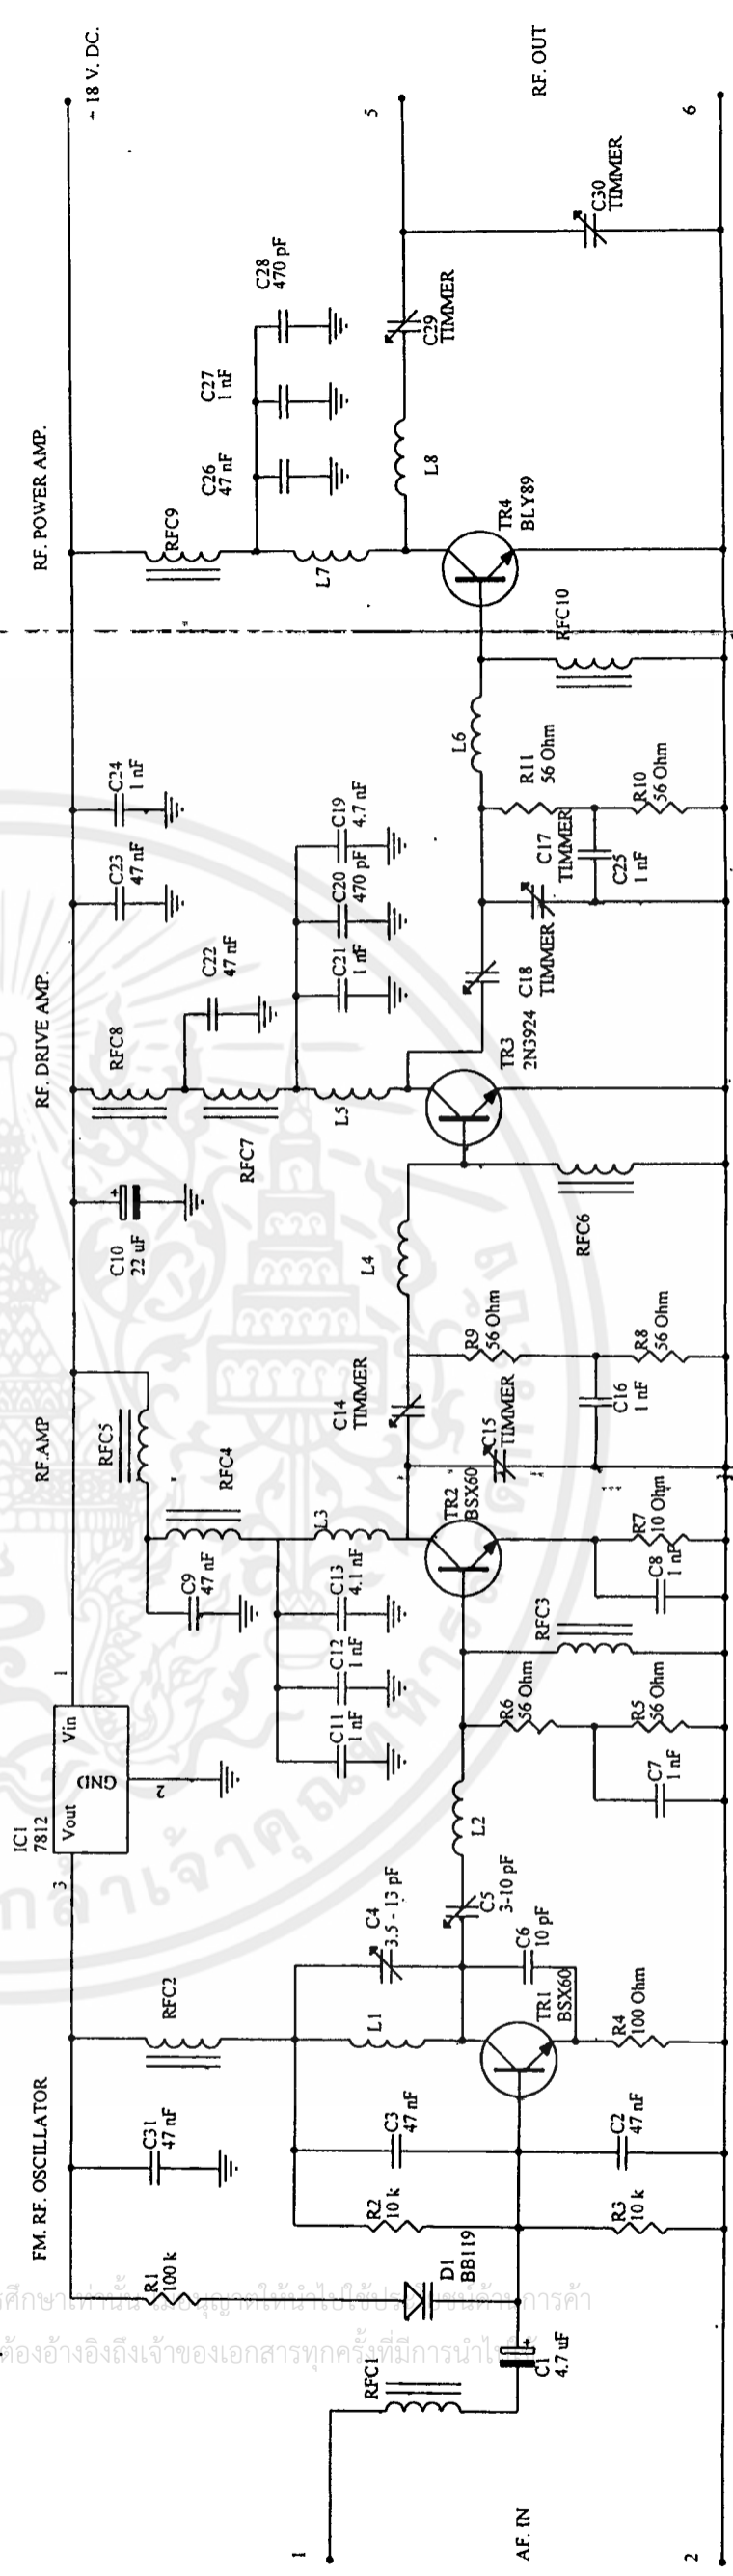 FM. RF. OSCILLATOR
RF.AMP
RF. DRIVE AMP.
RF. POWER AMP.
1
AF. IN
2
RFC1
C1
4.7 uF
+
D1
BB119
R1
100 k
C31
47 nF
R2
10 k
R3
10 k
C3
47 nF
C2
47 nF
RFC2
L1
C4
3.5 - 13 pF
C5
3-10 pF
C6
10 pF
TR1
BSX60
R4
100 Ohm
L2
IC1
7812
Vout
Vin
GND
3
1
2
C7
1 nF
R6
56 Ohm
R5
56 Ohm
RFC3
C8
1 nF
R7
10 Ohm
TR2
BSX60
C11
1 nF
C12
1 nF
C13
4.1 nF
L3
C9
47 nF
RFC4
RFC5
C14
TIMMER
C15
TIMMER
C16
1 nF
R9
56 Ohm
R8
56 Ohm
L4
C10
22 uF
+
RFC6
TR3
2N3924
L5
RFC7
RFC8
C22
47 nF
C21
1 nF
C20
470 pF
C19
4.7 nF
C23
47 nF
C24
1 nF
C18
TIMMER
C17
TIMMER
C25
1 nF
R11
56 Ohm
R10
56 Ohm
L6
RFC10
TR4
BLY89
L7
RFC9
C26
47 nF
C27
1 nF
C28
470 pF
L8
C29
TIMMER
C30
TIMMER
18 V. DC.
5
RF. OUT
6